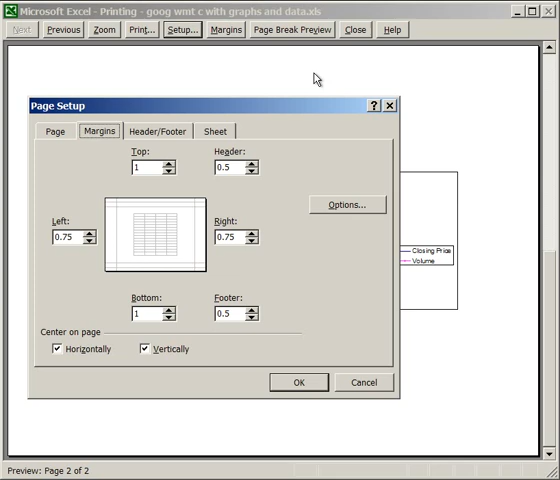 Microsoft Excel - Printing - goog wmt c with graphs and data.xls
Next Previous Zoom Print... Setup... Margins Page Break Preview Close Help
Page Setup
Page Margins Header/Footer Sheet
Top: Header:
1 0.5
Options...
Left: Right:
0.75 0.75
Closing Price
Volume
Bottom: Footer:
1 0.5
Center on page
Horizontally Vertically
OK Cancel
Preview: Page 2 of 2